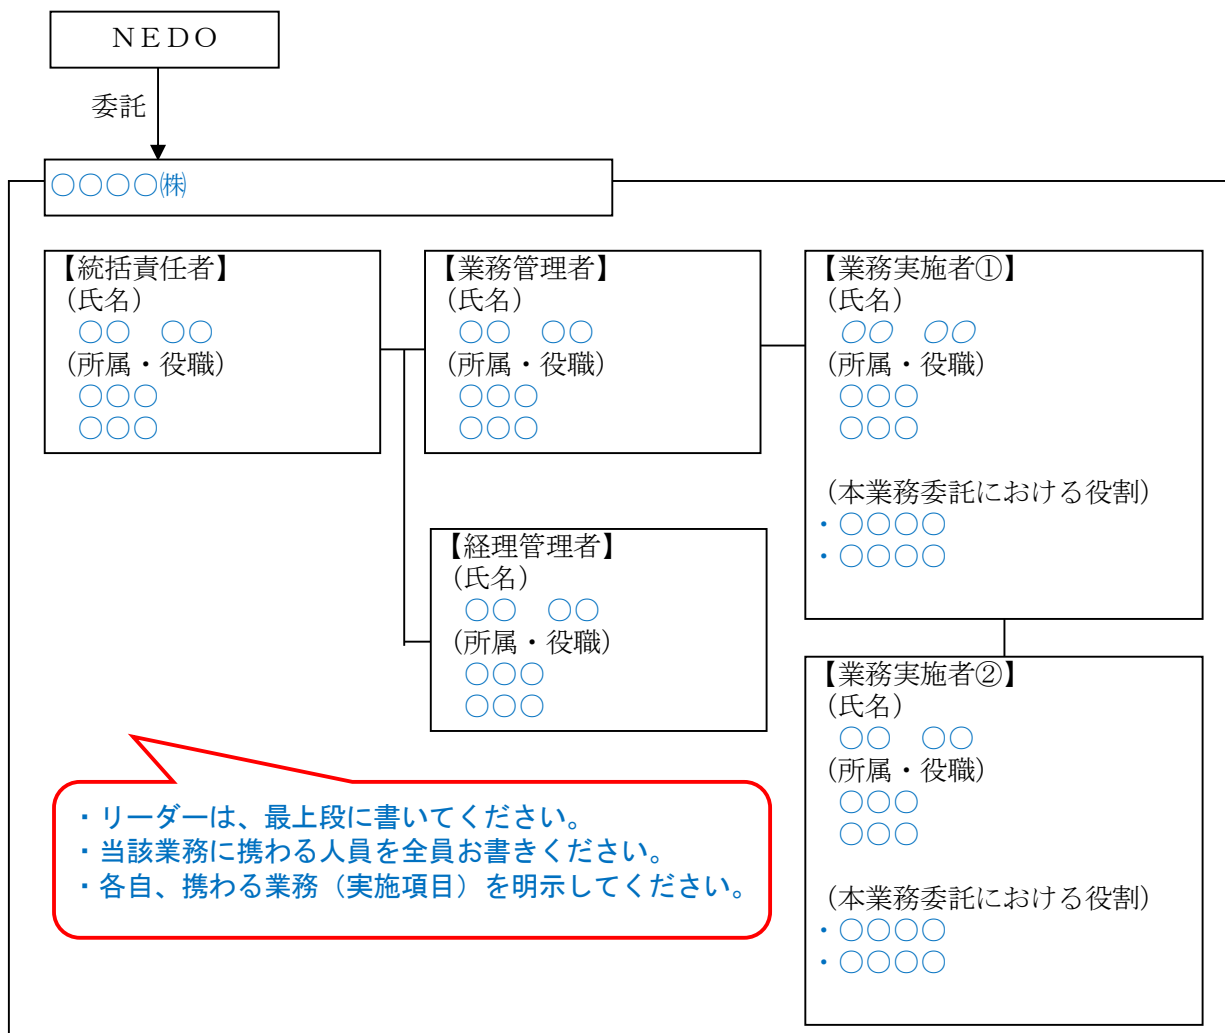 ＮＥＤＯ
委託
○○○○㈱
【統括責任者】
(氏名)
○○　○○
(所属・役職)
○○○
○○○
【業務管理者】
(氏名)
○○　○○
(所属・役職)
○○○
○○○
【経理管理者】
(氏名)
○○　○○
(所属・役職)
○○○
○○○
【業務実施者①】
(氏名)
○○　○○
(所属・役職)
○○○
○○○
(本業務委託における役割)
・○○○○
・○○○○
【業務実施者②】
(氏名)
○○　○○
(所属・役職)
○○○
○○○
(本業務委託における役割)
・○○○○
・○○○○
・リーダーは、最上段に書いてください。
・当該業務に携わる人員を全員お書きください。
・各自、携わる業務（実施項目）を明示してください。